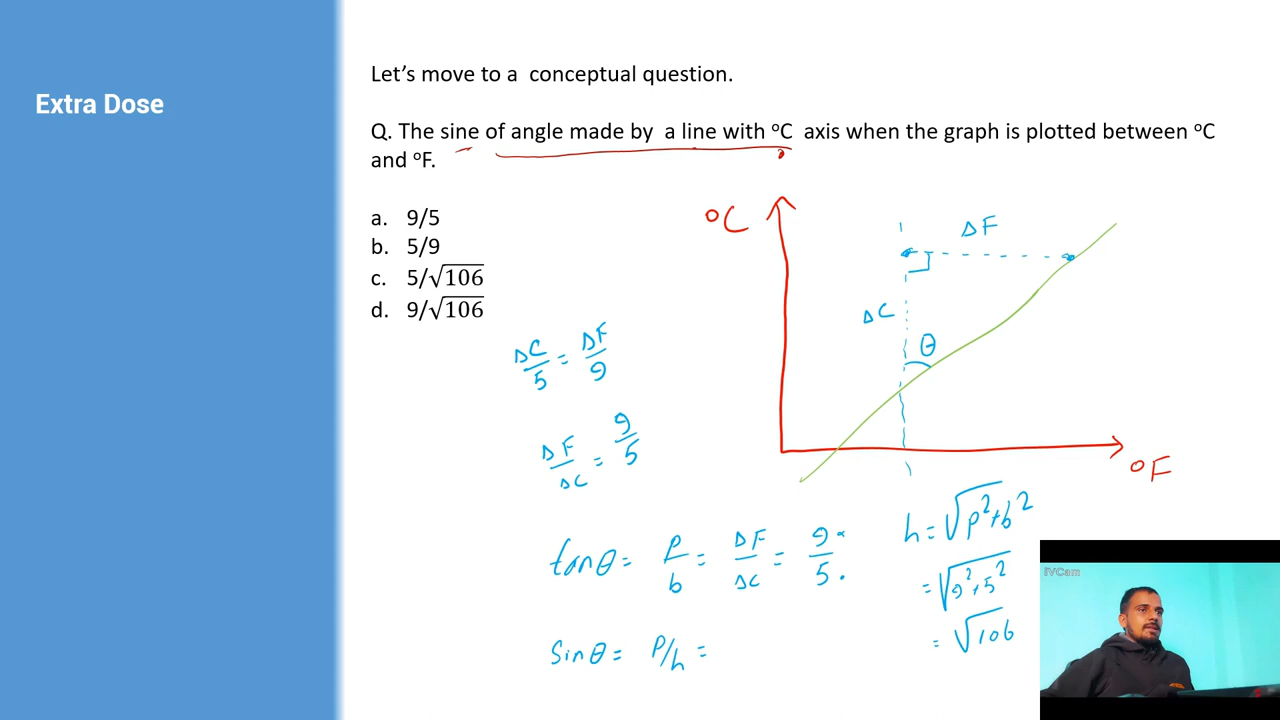 Extra Dose
Let's move to a conceptual question.
Q. The sine of angle made by a line with °C axis when the graph is plotted between °C
and °F.
a. 9/5
b. 5/9
c. 5/√106
d. 9/√106
°C
ΔF
ΔC
θ
°F
ΔC/5 = ΔF/9
ΔF/ΔC = 9/5
tanθ = p/b = ΔF/ΔC = 9/5
sinθ = P/h =
h = √p²+b²
= √9²+5²
= √106
iVCam